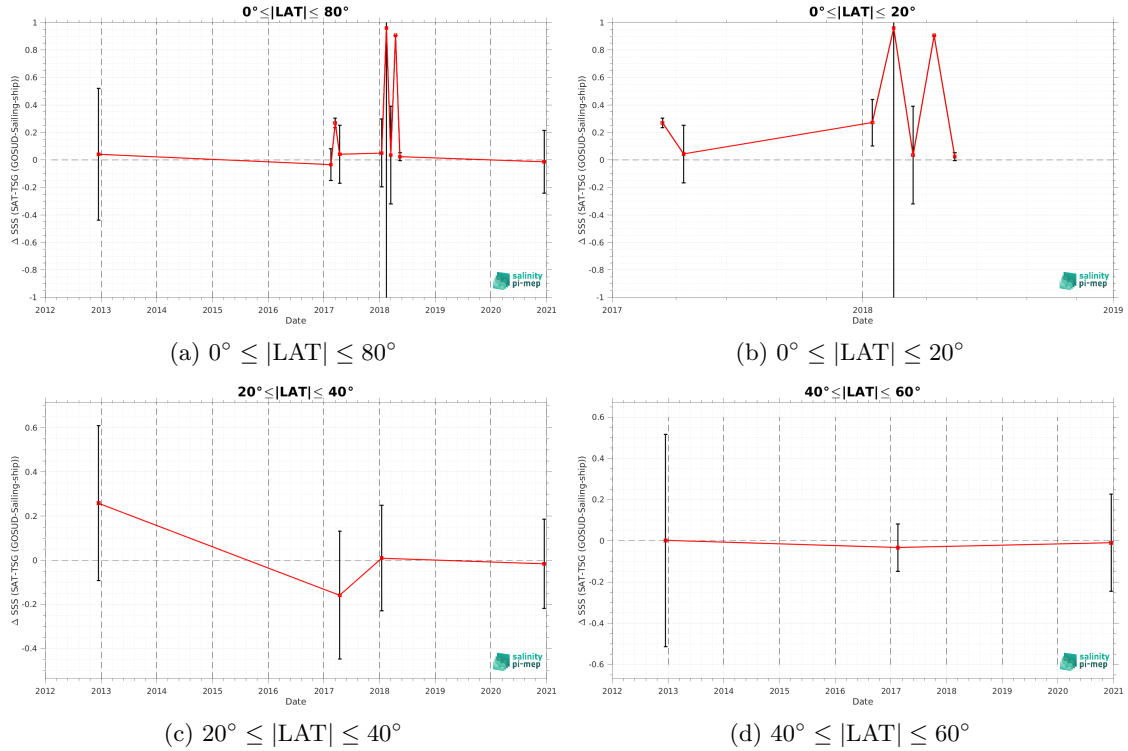 0°≤|LAT|≤ 80°
1
0.8
0.6
0.4
0.2
0
-0.2
-0.4
-0.6
-0.8
-1
Δ SSS (SAT-TSG (GOSUD-Sailing-ship))
2012 2013 2014 2015 2016 2017 2018 2019 2020 2021
Date
salinity
pi-mep
(a) 0° ≤ |LAT| ≤ 80°
0°≤|LAT|≤ 20°
1
0.8
0.6
0.4
0.2
0
-0.2
-0.4
-0.6
-0.8
-1
Δ SSS (SAT-TSG (GOSUD-Sailing-ship))
2017 2018 2019
Date
salinity
pi-mep
(b) 0° ≤ |LAT| ≤ 20°
20°≤|LAT|≤ 40°
0.6
0.4
0.2
0
-0.2
-0.4
Δ SSS (SAT-TSG (GOSUD-Sailing-ship))
2012 2013 2014 2015 2016 2017 2018 2019 2020 2021
Date
salinity
pi-mep
(c) 20° ≤ |LAT| ≤ 40°
40°≤|LAT|≤ 60°
0.6
0.4
0.2
0
-0.2
-0.4
-0.6
Δ SSS (SAT-TSG (GOSUD-Sailing-ship))
2012 2013 2014 2015 2016 2017 2018 2019 2020 2021
Date
salinity
pi-mep
(d) 40° ≤ |LAT| ≤ 60°